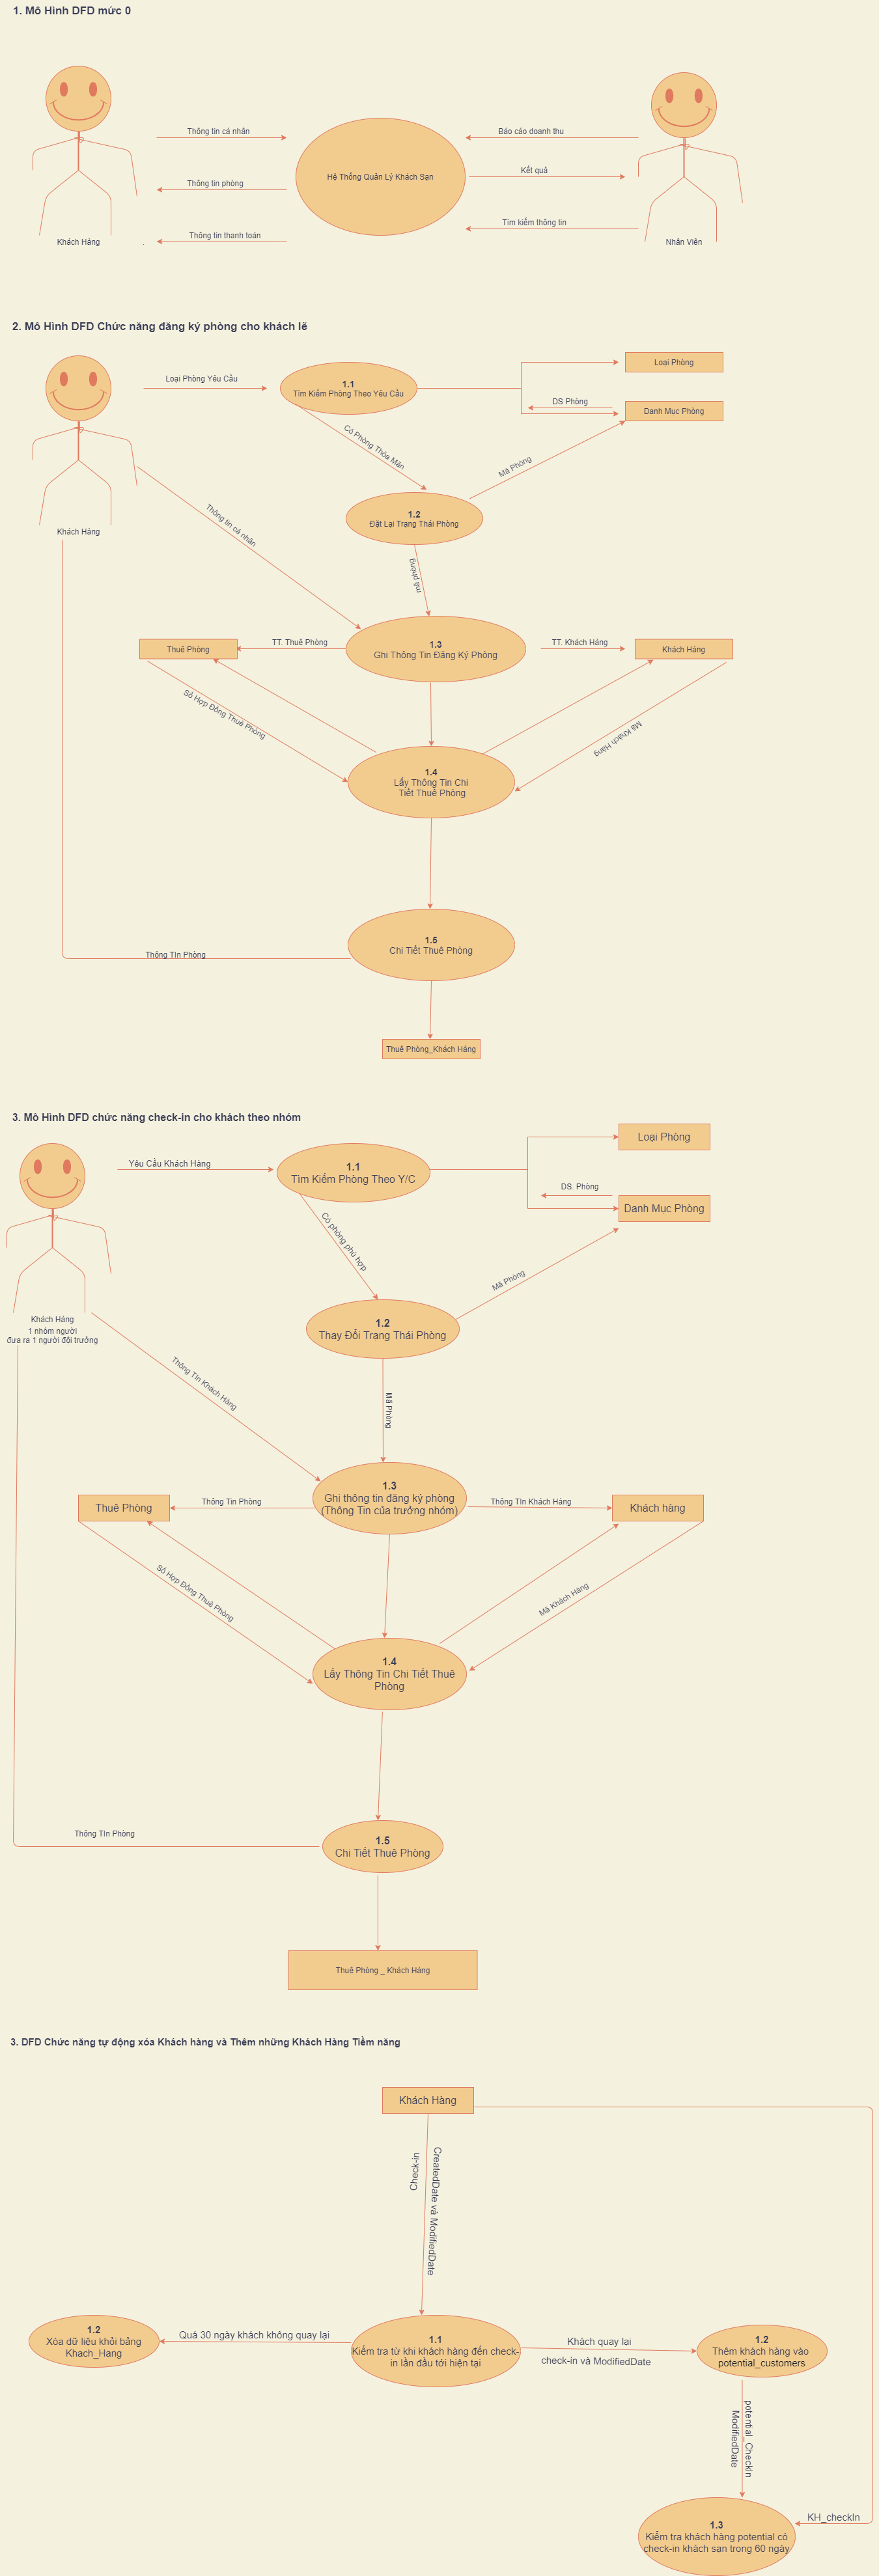 1. Mô Hình DFD mức 0
Thông tin cá nhân
Báo cáo doanh thu
Hệ Thống Quản Lý Khách Sạn
Kết quả
Thông tin phòng
Tìm kiếm thông tin
Thông tin thanh toán
Khách Hàng
Nhân Viên
2. Mô Hình DFD Chức năng đăng ký phòng cho khách lẽ
Loại Phòng Yêu Cầu
1.1
Tìm Kiếm Phòng Theo Yêu Cầu
Loại Phòng
DS Phòng
Danh Mục Phòng
Có Phòng Thỏa Mãn
Mã Phòng
1.2
Đặt Lại Trạng Thái Phòng
Khách Hàng
Thông tin cá nhân
mã phòng
1.3
Ghi Thông Tin Đăng Ký Phòng
TT. Thuê Phòng
Thuê Phòng
TT. Khách Hàng
Khách Hàng
Số Hợp Đồng Thuê Phòng
Mã Khách Hàng
1.4
Lấy Thông Tin Chi
Tiết Thuê Phòng
1.5
Chi Tiết Thuê Phòng
Thông TIn Phòng
Thuê Phòng_Khách Hàng
3. Mô Hình DFD chức năng check-in cho khách theo nhóm
Yêu Cầu Khách Hàng
1.1
Tìm Kiếm Phòng Theo Y/C
Loại Phòng
DS. Phòng
Danh Mục Phòng
Có phòng phù hợp
Mã Phòng
1.2
Thay Đổi Trạng Thái Phòng
Khách Hàng
1 nhóm người
đưa ra 1 người đội trưởng
Thông TIn Khách Hàng
Mã Phòng
1.3
Ghi thông tin đăng ký phòng
(Thông Tin của trưởng nhóm)
Thông Tin Phòng
Thuê Phòng
Thông TIn Khách Hàng
Khách hàng
Số Hợp Đồng Thuê Phòng
Mã Khách Hàng
1.4
Lấy Thông Tin Chi Tiết Thuê
Phòng
Thông TIn Phòng
1.5
Chi Tiết Thuê Phòng
Thuê Phòng _ Khách Hàng
3. DFD Chức năng tự động xóa Khách hàng và Thêm những Khách Hàng Tiềm năng
Khách Hàng
Check-in
CreatedDate và ModifiedDate
1.2
Xóa dữ liệu khỏi bảng
Khach_Hang
Quá 30 ngày khách không quay lại
1.1
Kiểm tra từ khi khách hàng đến check-
in lần đầu tới hiện tại
Khách quay lại
check-in và ModifiedDate
1.2
Thêm khách hàng vào
potential_customers
potential_CheckIn
ModifiedDate
KH_checkIn
1.3
Kiểm tra khách hàng potential có
check-in khách sạn trong 60 ngày